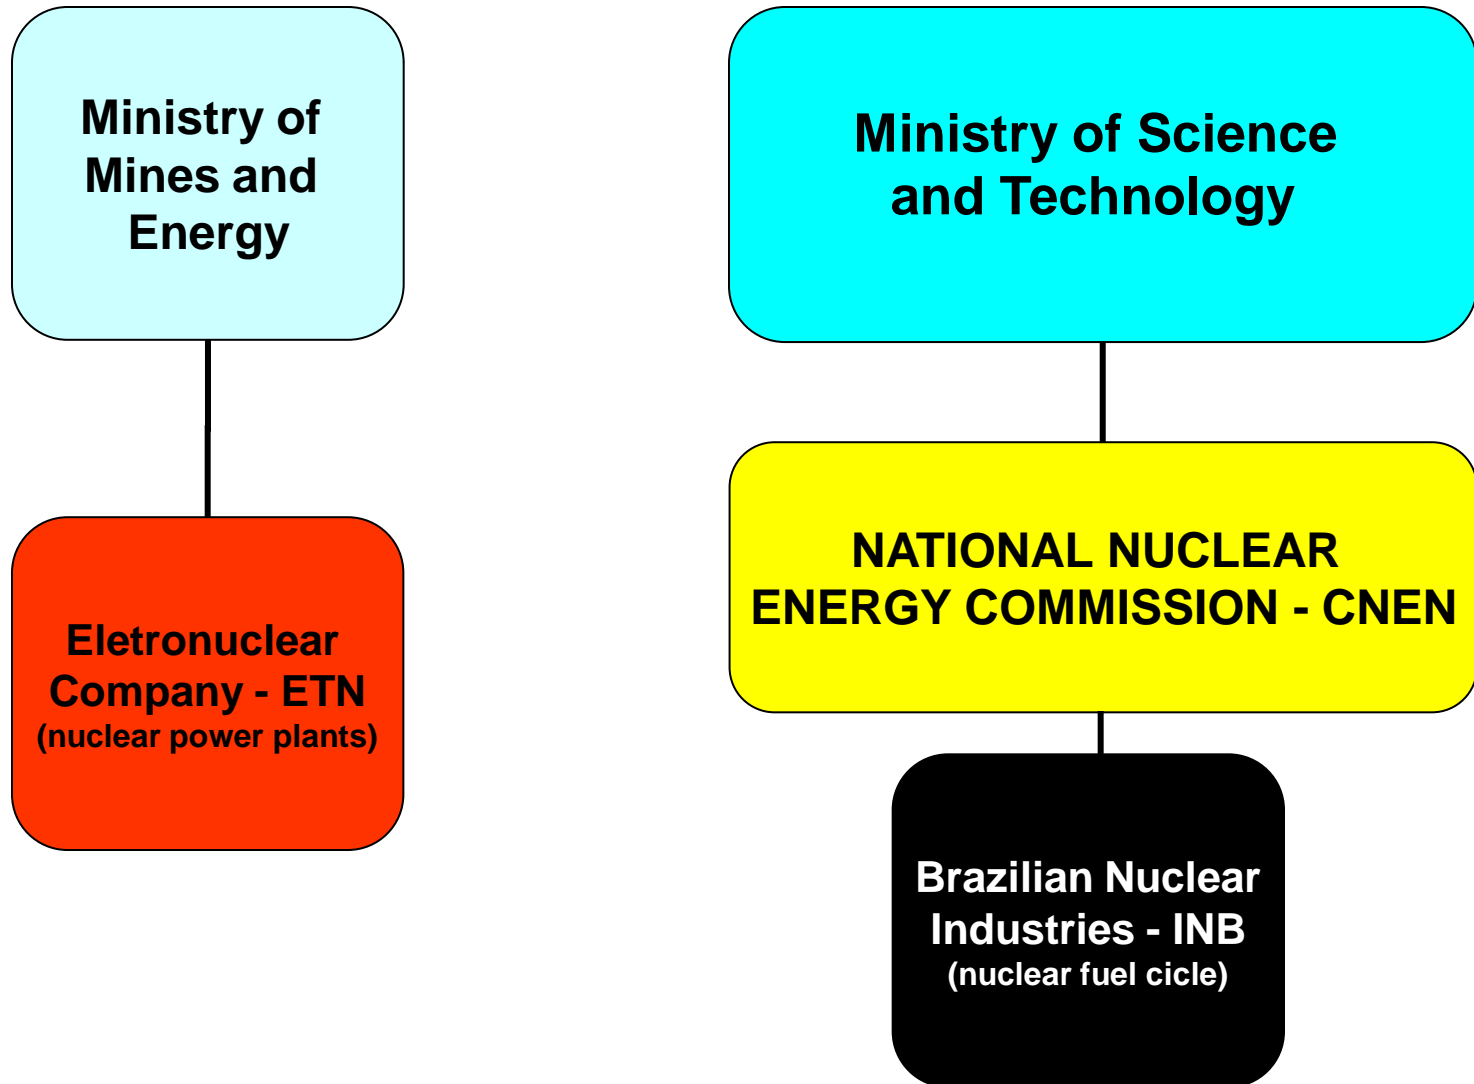 Ministry of
Mines and
Energy
Ministry of Science
and Technology
NATIONAL NUCLEAR
ENERGY COMMISSION - CNEN
Eletronuclear
Company - ETN
(nuclear power plants)
Brazilian Nuclear
Industries - INB
(nuclear fuel cicle)